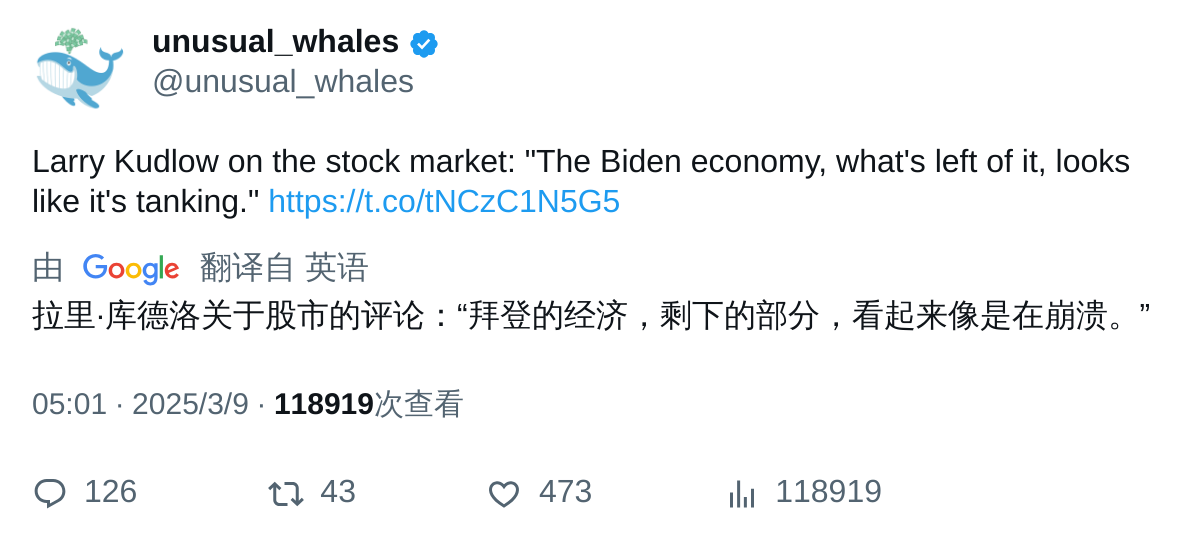 unusual_whales
@unusual_whales
Larry Kudlow on the stock market: "The Biden economy, what's left of it, looks
like it's tanking." https://t.co/tNCzC1N5G5
由 Google 翻译自 英语
拉里·库德洛关于股市的评论：“拜登的经济，剩下的部分，看起来像是在崩溃。”
05:01 · 2025/3/9 · 118919次查看
126 43 473 118919